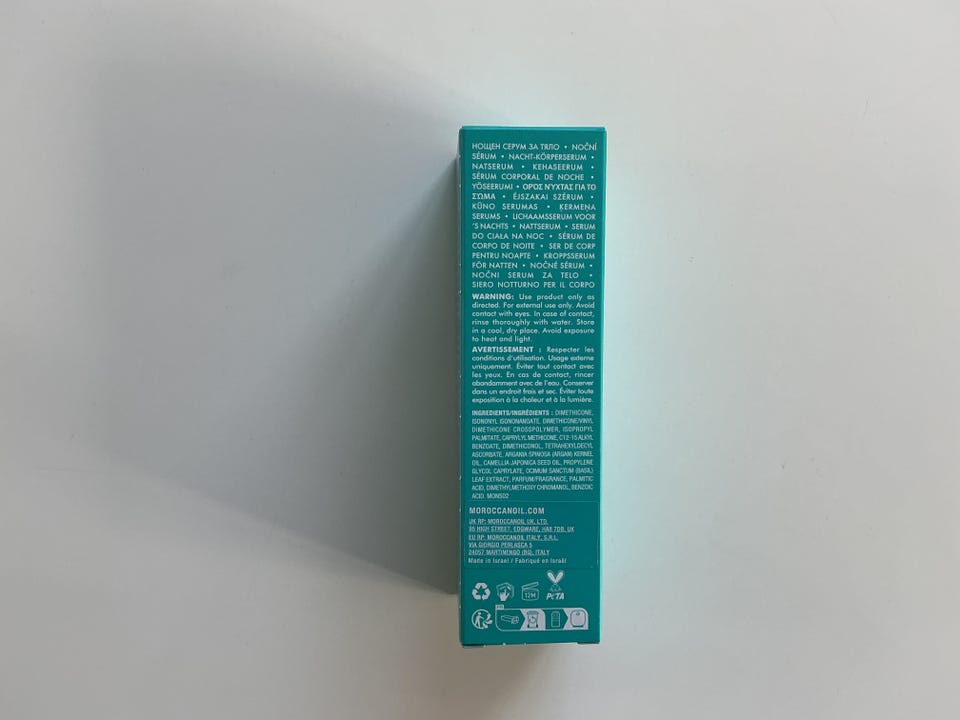 НОЩЕН СЕРУМ ЗА ТЯЛО • NOČNÍ
SÉRUM • NACHT-KÖRPERSERUM •
NATSERUM • KEHASEERUM •
SÉRUM CORPORAL DE NOCHE •
YÖSEERUMI • ΟΡΌΣ ΝΎΧΤΑΣ ΓΙΑ ΤΟ
ΣΏΜΑ • ÉJSZAKAI SZÉRUM •
KŪNO SERUMAS • ĶERMENA
SERUMS • LICHAAMSSERUM VOOR
'S NACHTS • NATTSERUM • SERUM
DO CIAŁA NA NOC • SÉRUM DE
CORPO DE NOITE • SER DE CORP
PENTRU NOAPTE • KROPPSSERUM
FÖR NATTEN • NOČNÉ SÉRUM •
NOČNI SERUM ZA TELO •
SIERO NOTTURNO PER IL CORPO
WARNING: Use product only as
directed. For external use only. Avoid
contact with eyes. In case of contact,
rinse thoroughly with water. Store
in a cool, dry place. Avoid exposure
to heat and light.
AVERTISSEMENT : Respecter les
conditions d'utilisation. Usage externe
uniquement. Éviter tout contact avec
les yeux. En cas de contact, rincer
abondamment avec de l'eau. Conserver
dans un endroit frais et sec. Éviter toute
exposition à la chaleur et à la lumière.
INGREDIENTS/INGRÉDIENTS : DIMETHICONE,
ISONONYL ISONONANOATE, DIMETHICONE/VINYL
DIMETHICONE CROSSPOLYMER, ISOPROPYL
PALMITATE, CAPRYLYL METHICONE, C12-15 ALKYL
BENZOATE, DIMETHICONOL, TETRAHEXYLDECYL
ASCORBATE, ARGANIA SPINOSA (ARGAN) KERNEL
OIL, CAMELLIA JAPONICA SEED OIL, PROPYLENE
GLYCOL CAPRYLATE, OCIMUM SANCTUM (BASIL)
LEAF EXTRACT, PARFUM/FRAGRANCE, PALMITIC
ACID, DIMETHYLMETHOXY CHROMANOL, BENZOIC
ACID. MONS02
MOROCCANOIL.COM
UK RP: MOROCCANOIL UK, LTD.
95 HIGH STREET, EDGWARE, HA8 7DB, UK
EU RP: MOROCCANOIL ITALY, S.R.L.
VIA GIORGIO PERLASCA 5
24057 MARTINENGO (BG), ITALY
Made in Israel / Fabriqué en Israël
12M PETA
FR